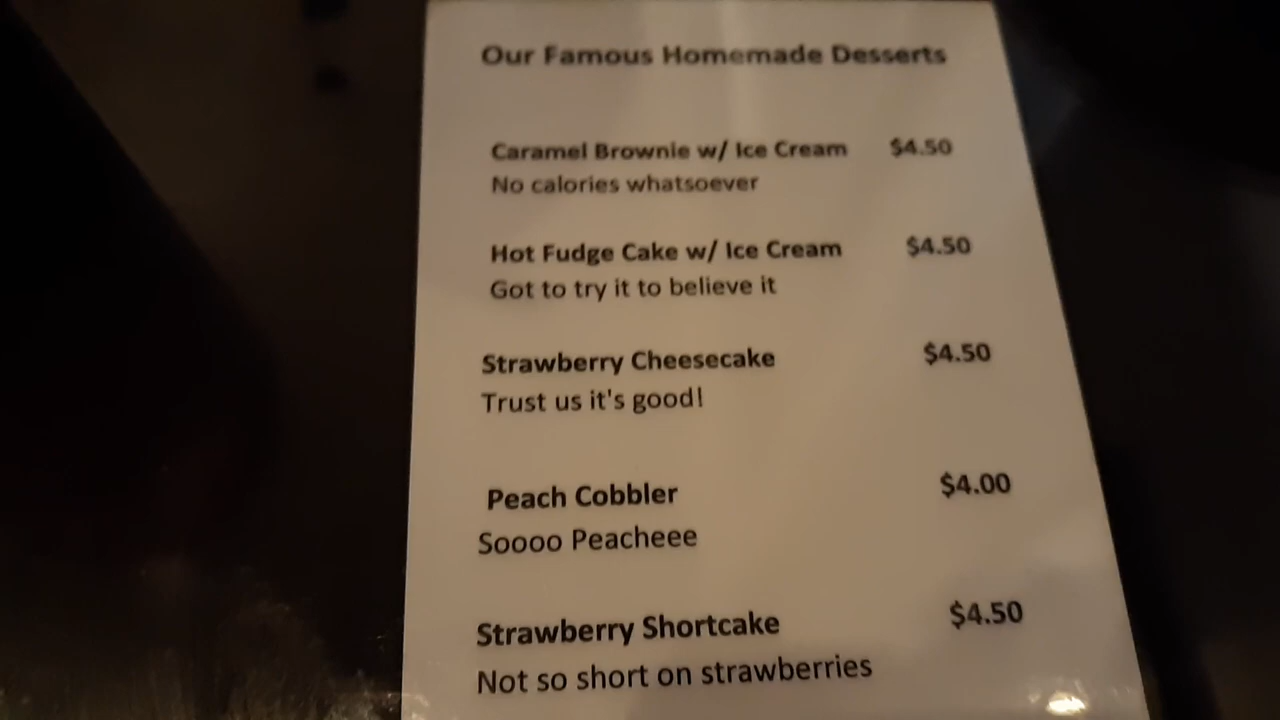 Our Famous Homemade Desserts
Caramel Brownie w/ Ice Cream $4.50
No calories whatsoever
Hot Fudge Cake w/ Ice Cream $4.50
Got to try it to believe it
Strawberry Cheesecake $4.50
Trust us it's good!
Peach Cobbler $4.00
Soooo Peacheee
Strawberry Shortcake $4.50
Not so short on strawberries